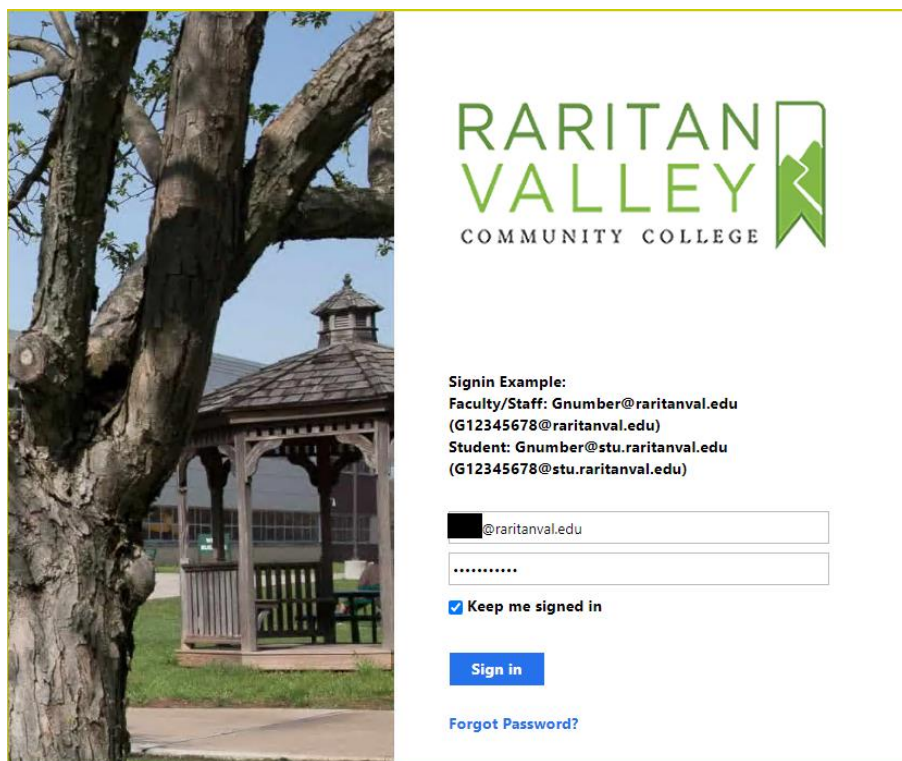 RARITAN
VALLEY
COMMUNITY COLLEGE
Signin Example:
Faculty/Staff: Gnumber@raritanval.edu
(G12345678@raritanval.edu)
Student: Gnumber@stu.raritanval.edu
(G12345678@stu.raritanval.edu)
@raritanval.edu
Keep me signed in
Sign in
Forgot Password?